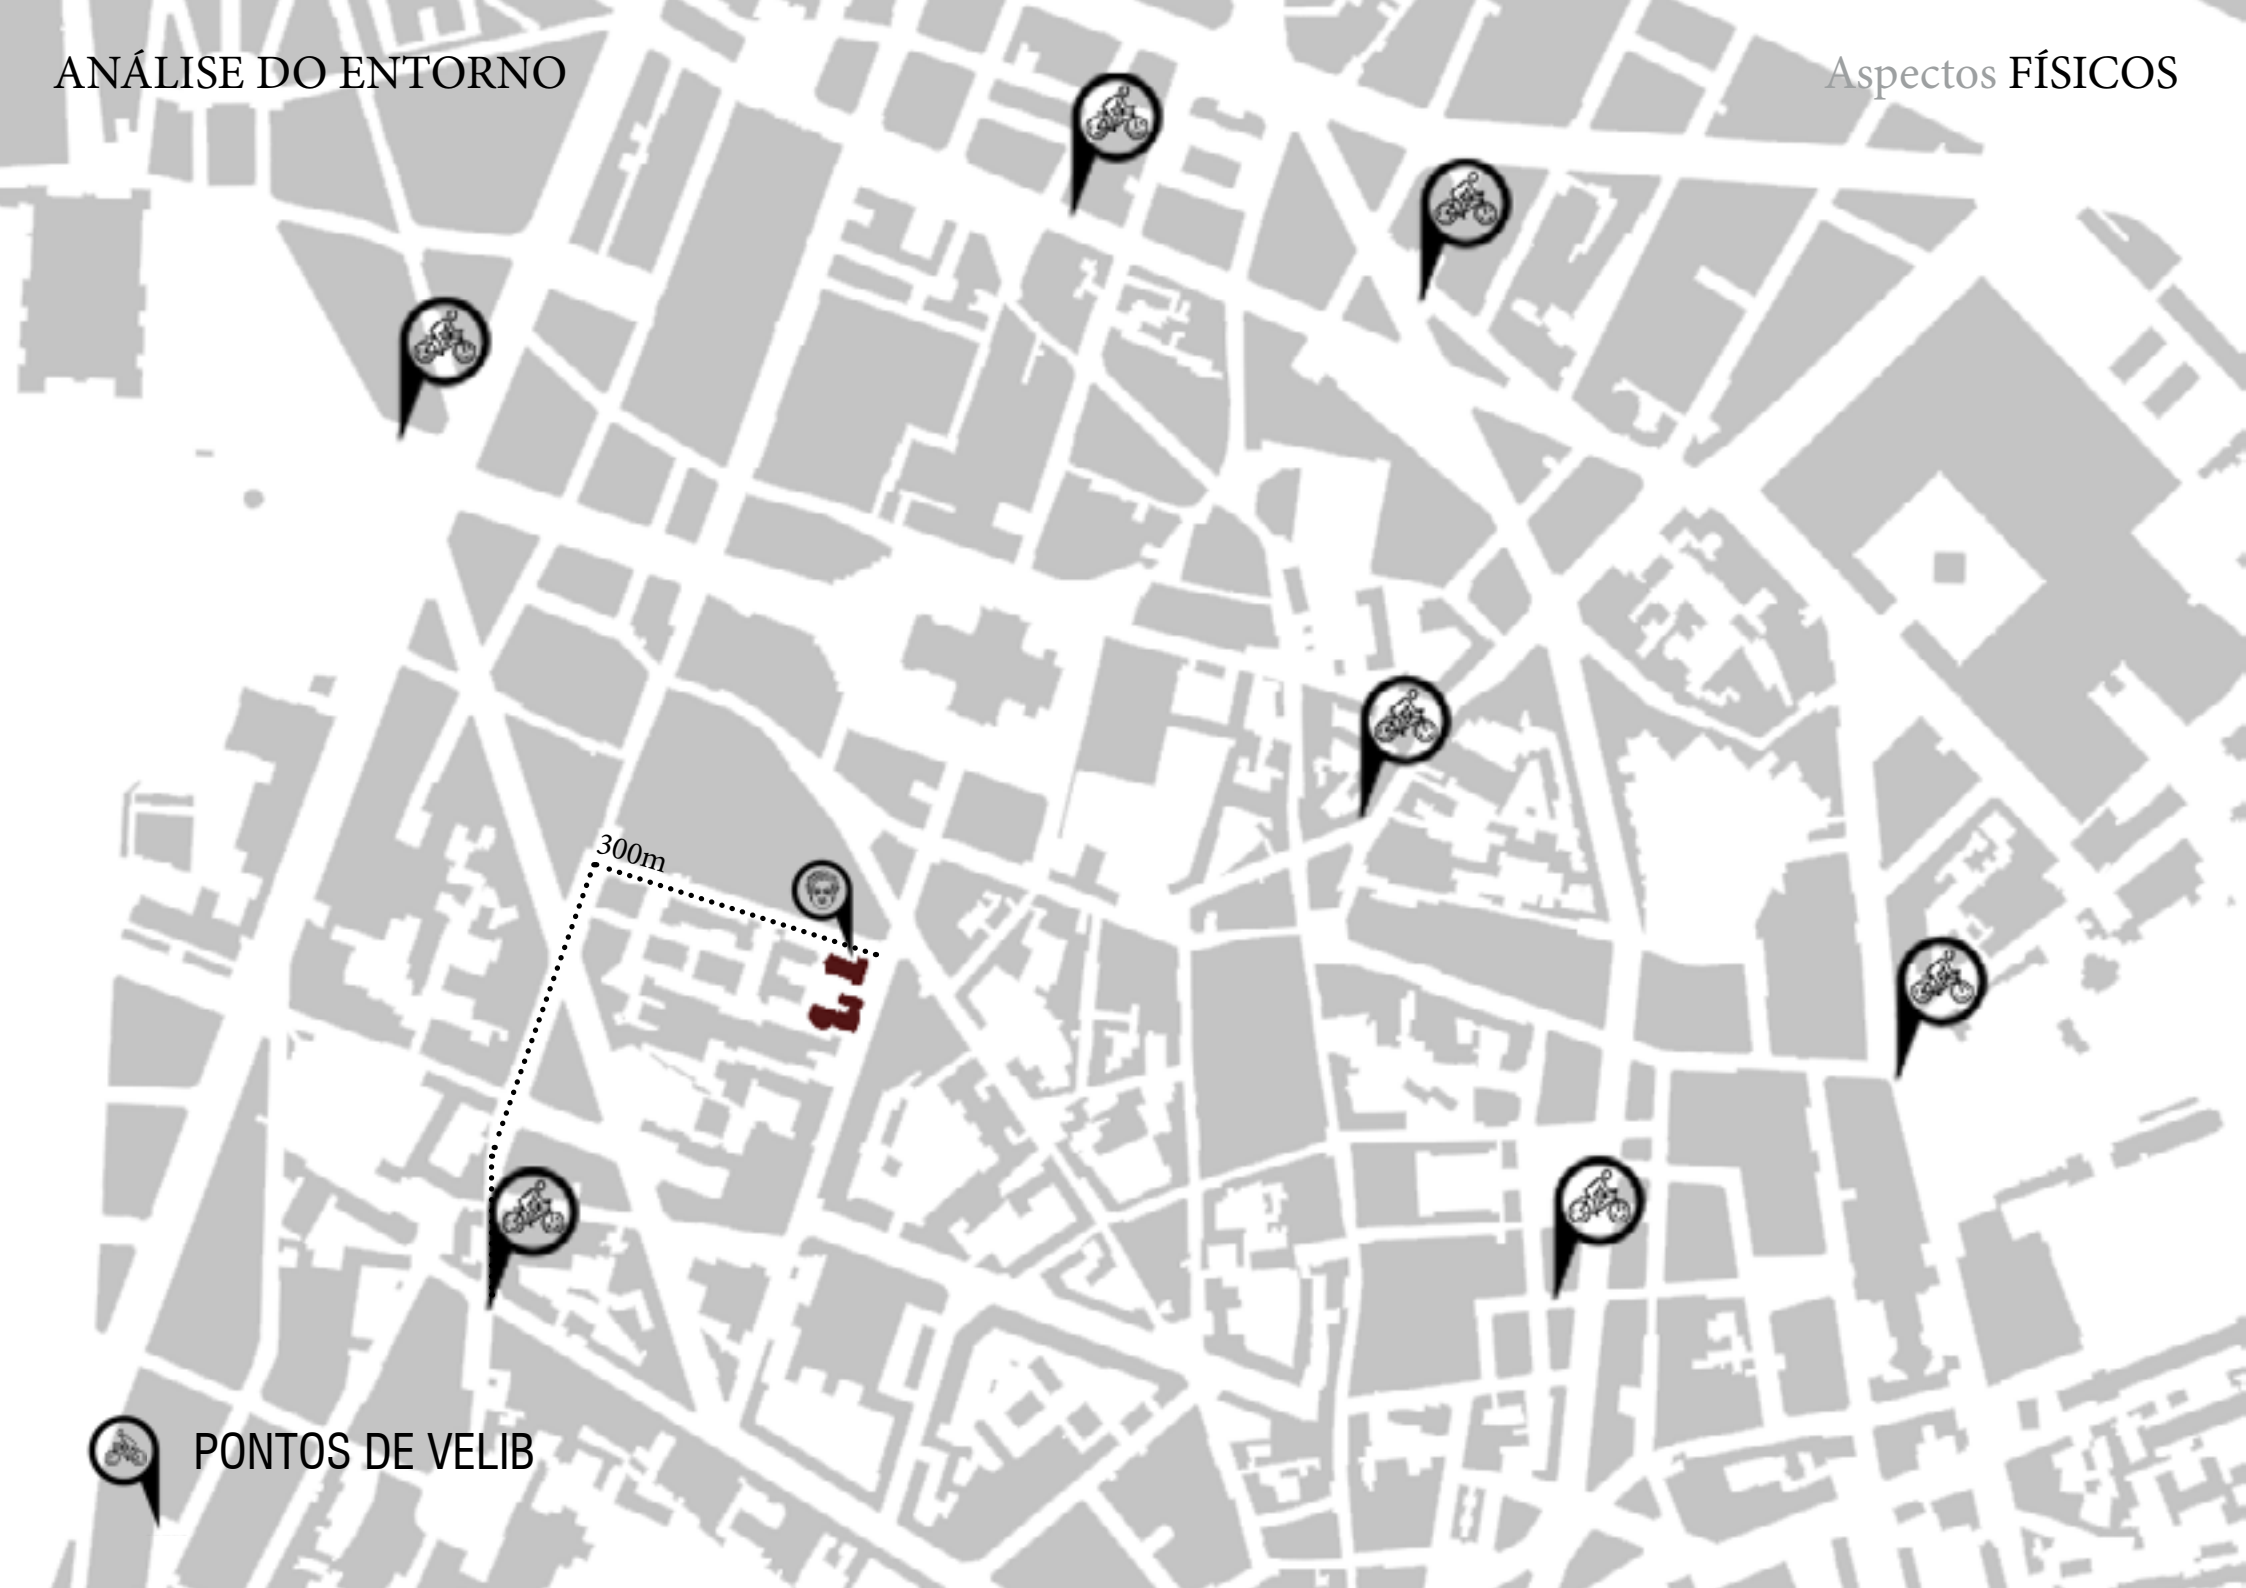 ANÁLISE DO ENTORNO
Aspectos FÍSICOS
300m
PONTOS DE VELIB